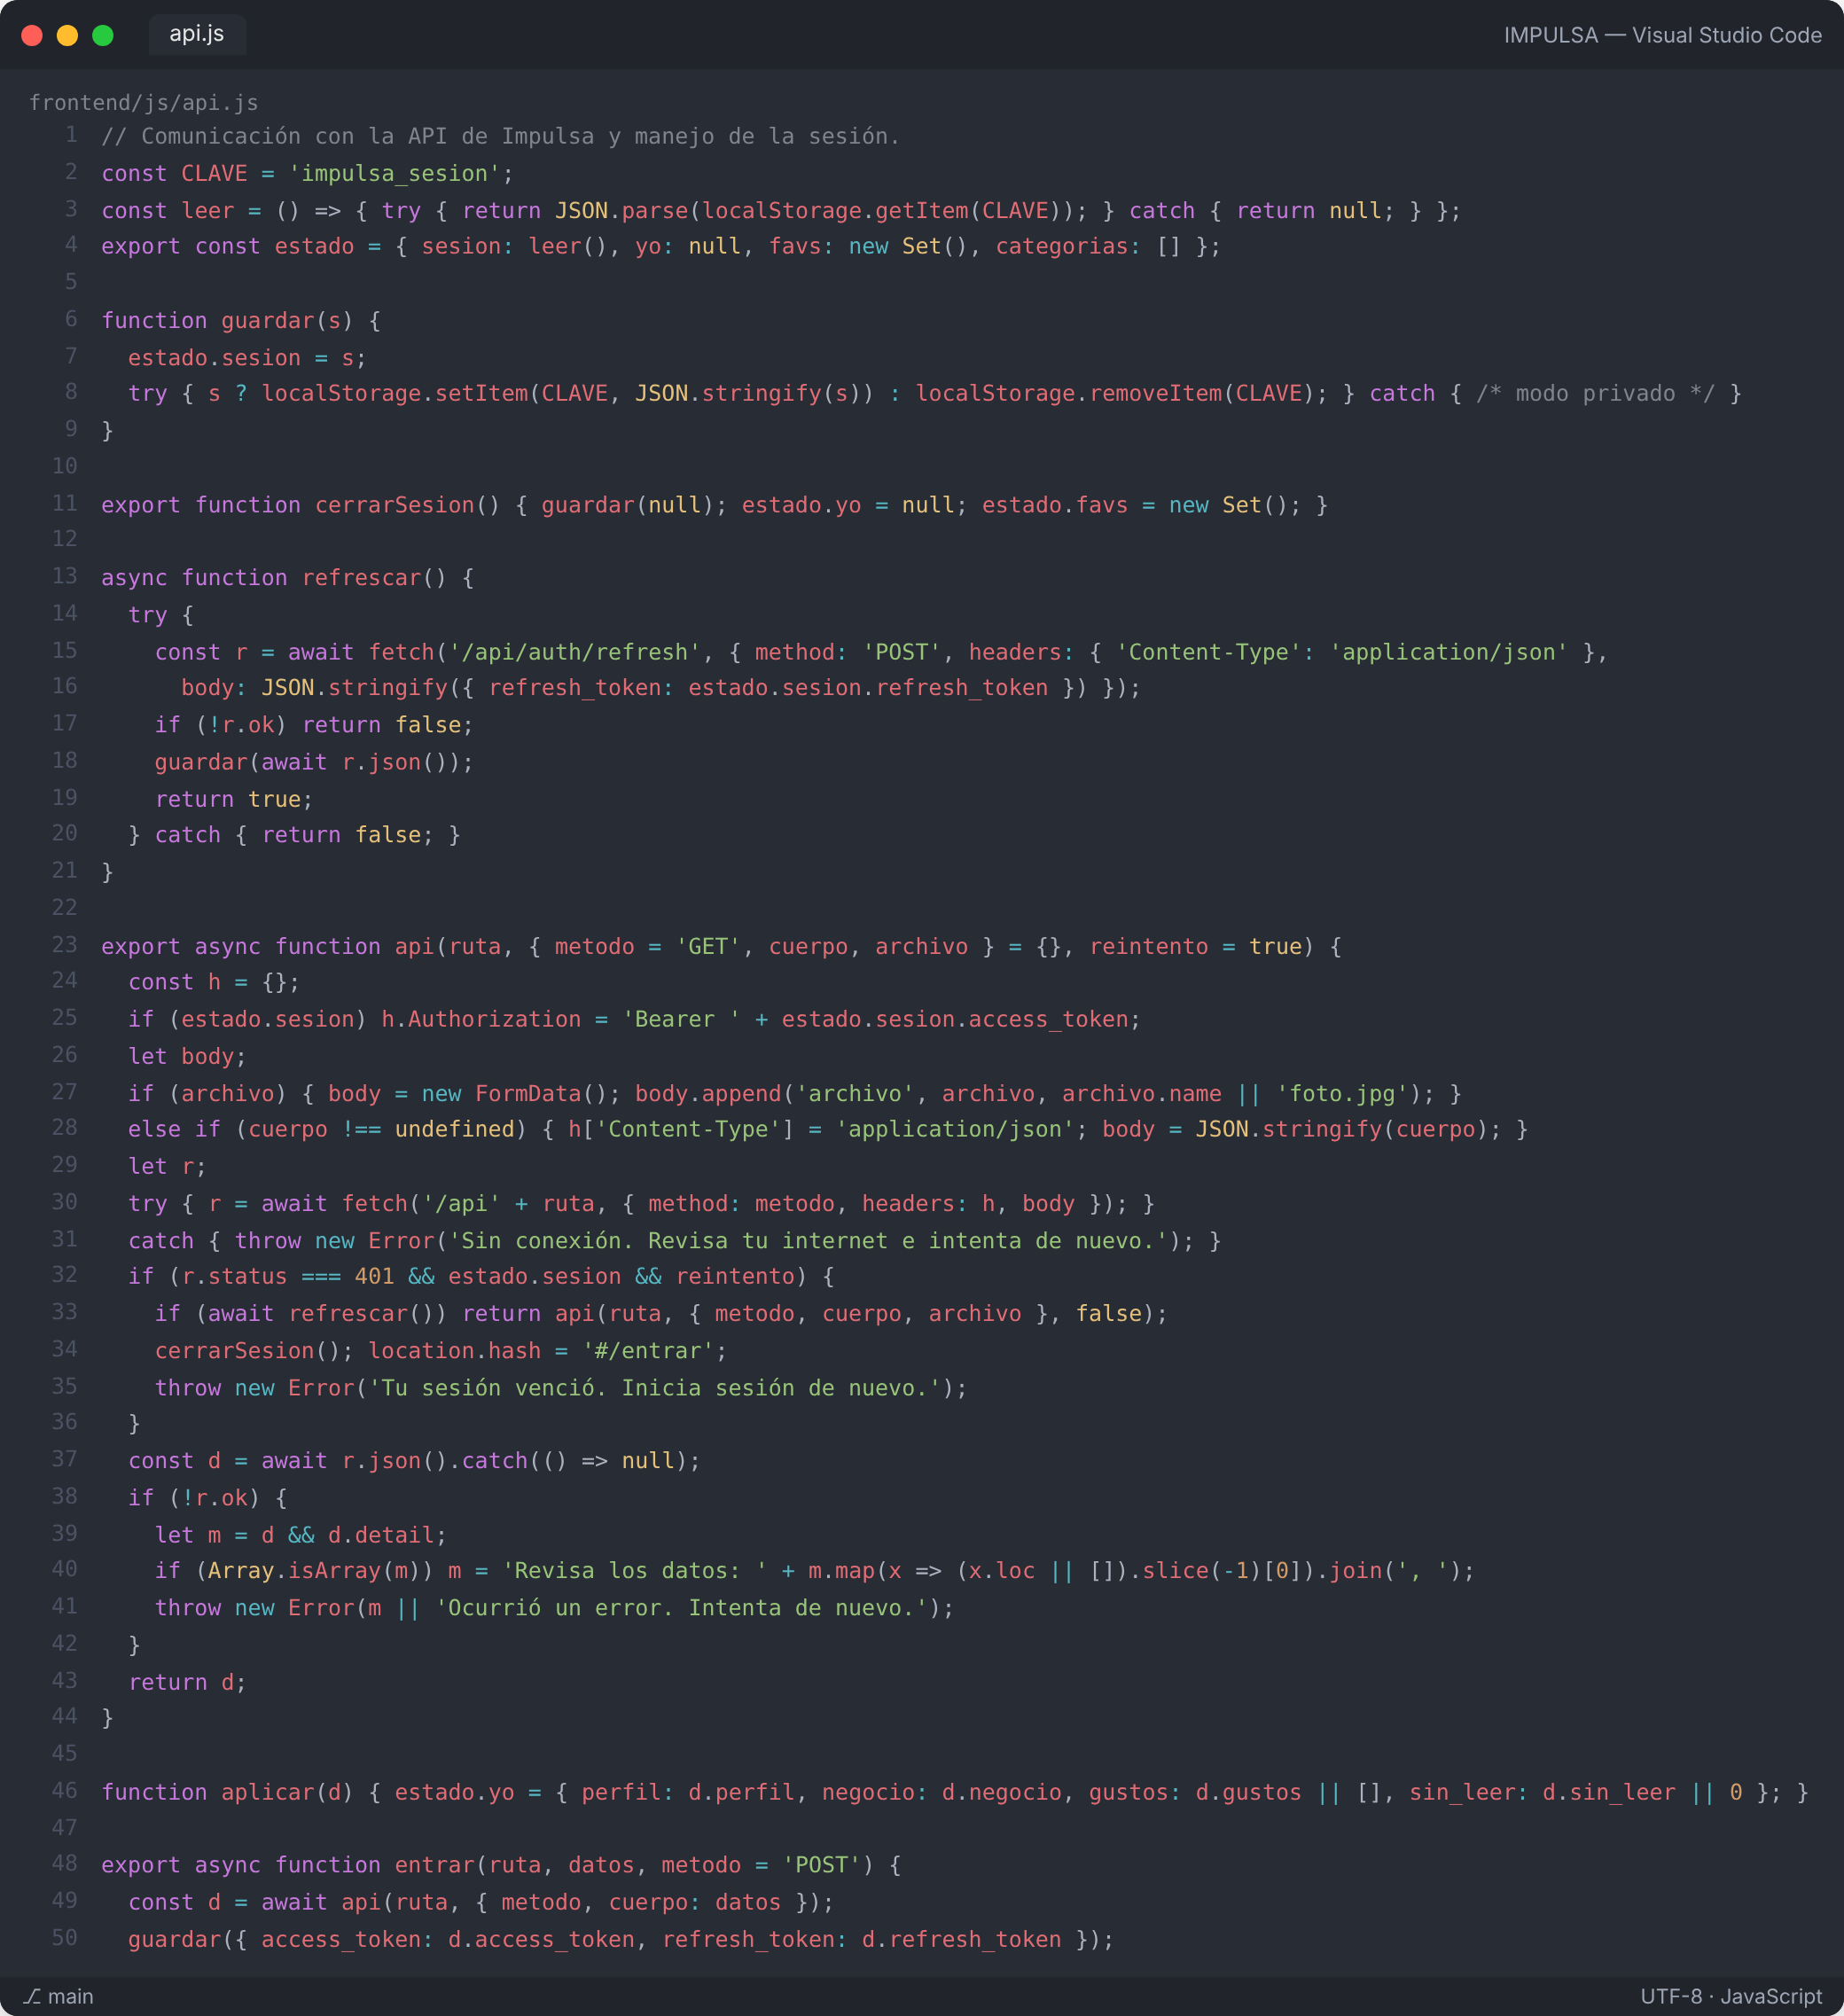 api.js
IMPULSA — Visual Studio Code
frontend/js/api.js
1 // Comunicación con la API de Impulsa y manejo de la sesión.
2 const CLAVE = 'impulsa_sesion';
3 const leer = () => { try { return JSON.parse(localStorage.getItem(CLAVE)); } catch { return null; } };
4 export const estado = { sesion: leer(), yo: null, favs: new Set(), categorias: [] };
5
6 function guardar(s) {
7   estado.sesion = s;
8   try { s ? localStorage.setItem(CLAVE, JSON.stringify(s)) : localStorage.removeItem(CLAVE); } catch { /* modo privado */ }
9 }
10
11 export function cerrarSesion() { guardar(null); estado.yo = null; estado.favs = new Set(); }
12
13 async function refrescar() {
14   try {
15     const r = await fetch('/api/auth/refresh', { method: 'POST', headers: { 'Content-Type': 'application/json' },
16       body: JSON.stringify({ refresh_token: estado.sesion.refresh_token }) });
17     if (!r.ok) return false;
18     guardar(await r.json());
19     return true;
20   } catch { return false; }
21 }
22
23 export async function api(ruta, { metodo = 'GET', cuerpo, archivo } = {}, reintento = true) {
24   const h = {};
25   if (estado.sesion) h.Authorization = 'Bearer ' + estado.sesion.access_token;
26   let body;
27   if (archivo) { body = new FormData(); body.append('archivo', archivo, archivo.name || 'foto.jpg'); }
28   else if (cuerpo !== undefined) { h['Content-Type'] = 'application/json'; body = JSON.stringify(cuerpo); }
29   let r;
30   try { r = await fetch('/api' + ruta, { method: metodo, headers: h, body }); }
31   catch { throw new Error('Sin conexión. Revisa tu internet e intenta de nuevo.'); }
32   if (r.status === 401 && estado.sesion && reintento) {
33     if (await refrescar()) return api(ruta, { metodo, cuerpo, archivo }, false);
34     cerrarSesion(); location.hash = '#/entrar';
35     throw new Error('Tu sesión venció. Inicia sesión de nuevo.');
36   }
37   const d = await r.json().catch(() => null);
38   if (!r.ok) {
39     let m = d && d.detail;
40     if (Array.isArray(m)) m = 'Revisa los datos: ' + m.map(x => (x.loc || []).slice(-1)[0]).join(', ');
41     throw new Error(m || 'Ocurrió un error. Intenta de nuevo.');
42   }
43   return d;
44 }
45
46 function aplicar(d) { estado.yo = { perfil: d.perfil, negocio: d.negocio, gustos: d.gustos || [], sin_leer: d.sin_leer || 0 }; }
47
48 export async function entrar(ruta, datos, metodo = 'POST') {
49   const d = await api(ruta, { metodo, cuerpo: datos });
50   guardar({ access_token: d.access_token, refresh_token: d.refresh_token });
⎇ main
UTF-8 · JavaScript